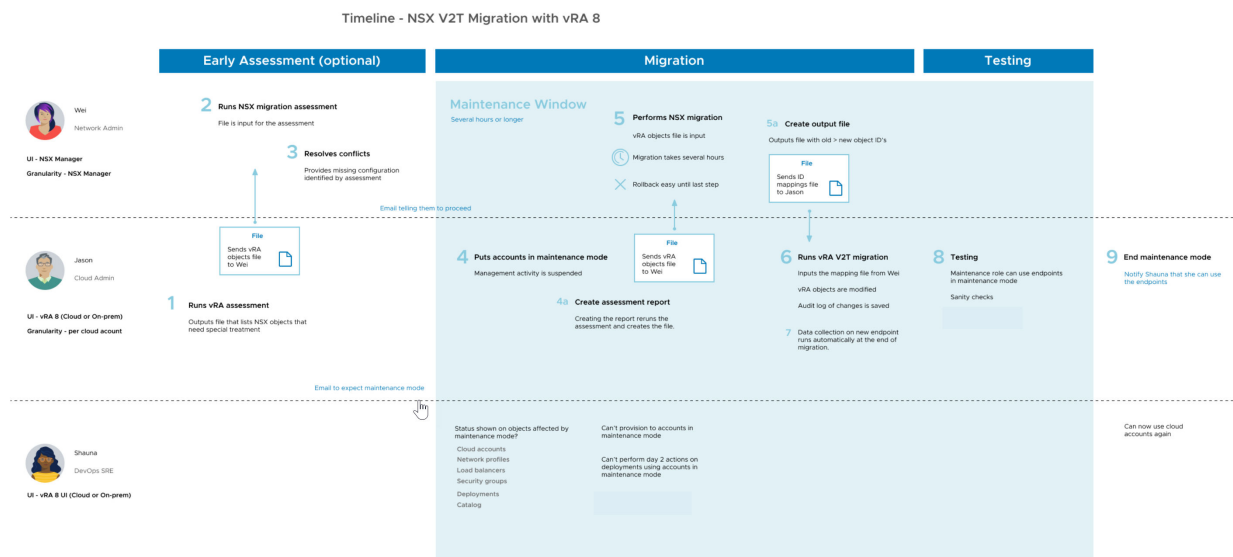 Timeline - NSX V2T Migration with vRA 8
Early Assessment (optional)
Migration
Testing
Wei
Network Admin
UI - NSX Manager
Granularity - NSX Manager
2 Runs NSX migration assessment
File is input for the assessment
3 Resolves conflicts
Provides missing configuration
identified by assessment
Maintenance Window
Several hours or longer
5 Performs NSX migration
vRA objects file is input
Migration takes several hours
Rollback easy until last step
5a Create output file
Outputs file with old > new object ID's
File
Sends ID
mappings file
to Jason
Email telling them to proceed
Jason
Cloud Admin
UI - vRA 8 (Cloud or On-prem)
Granularity - per cloud acount
File
Sends vRA
objects file
to Wei
1 Runs vRA assessment
Outputs file that lists NSX objects that
need special treatment
4 Puts accounts in maintenance mode
Management activity is suspended
4a Create assessment report
Creating the report reruns the
assessment and creates the file.
File
Sends vRA
objects file
to Wei
6 Runs vRA V2T migration
Inputs the mapping file from Wei
vRA objects are modified
Audit log of changes is saved
7 Data collection on new endpoint
runs automatically at the end of
migration.
8 Testing
Maintenance role can use endpoints
in maintenance mode
Sanity checks
9 End maintenance mode
Notify Shauna that she can use
the endpoints
Email to expect maintenance mode
Shauna
DevOps SRE
UI - vRA 8 UI (Cloud or On-prem)
Status shown on objects affected by
maintenance mode?
Cloud accounts
Network profiles
Load balancers
Security groups
Deployments
Catalog
Can't provision to accounts in
maintenance mode
Can't perform day 2 actions on
deployments using accounts in
maintenance mode
Can now use cloud
accounts again